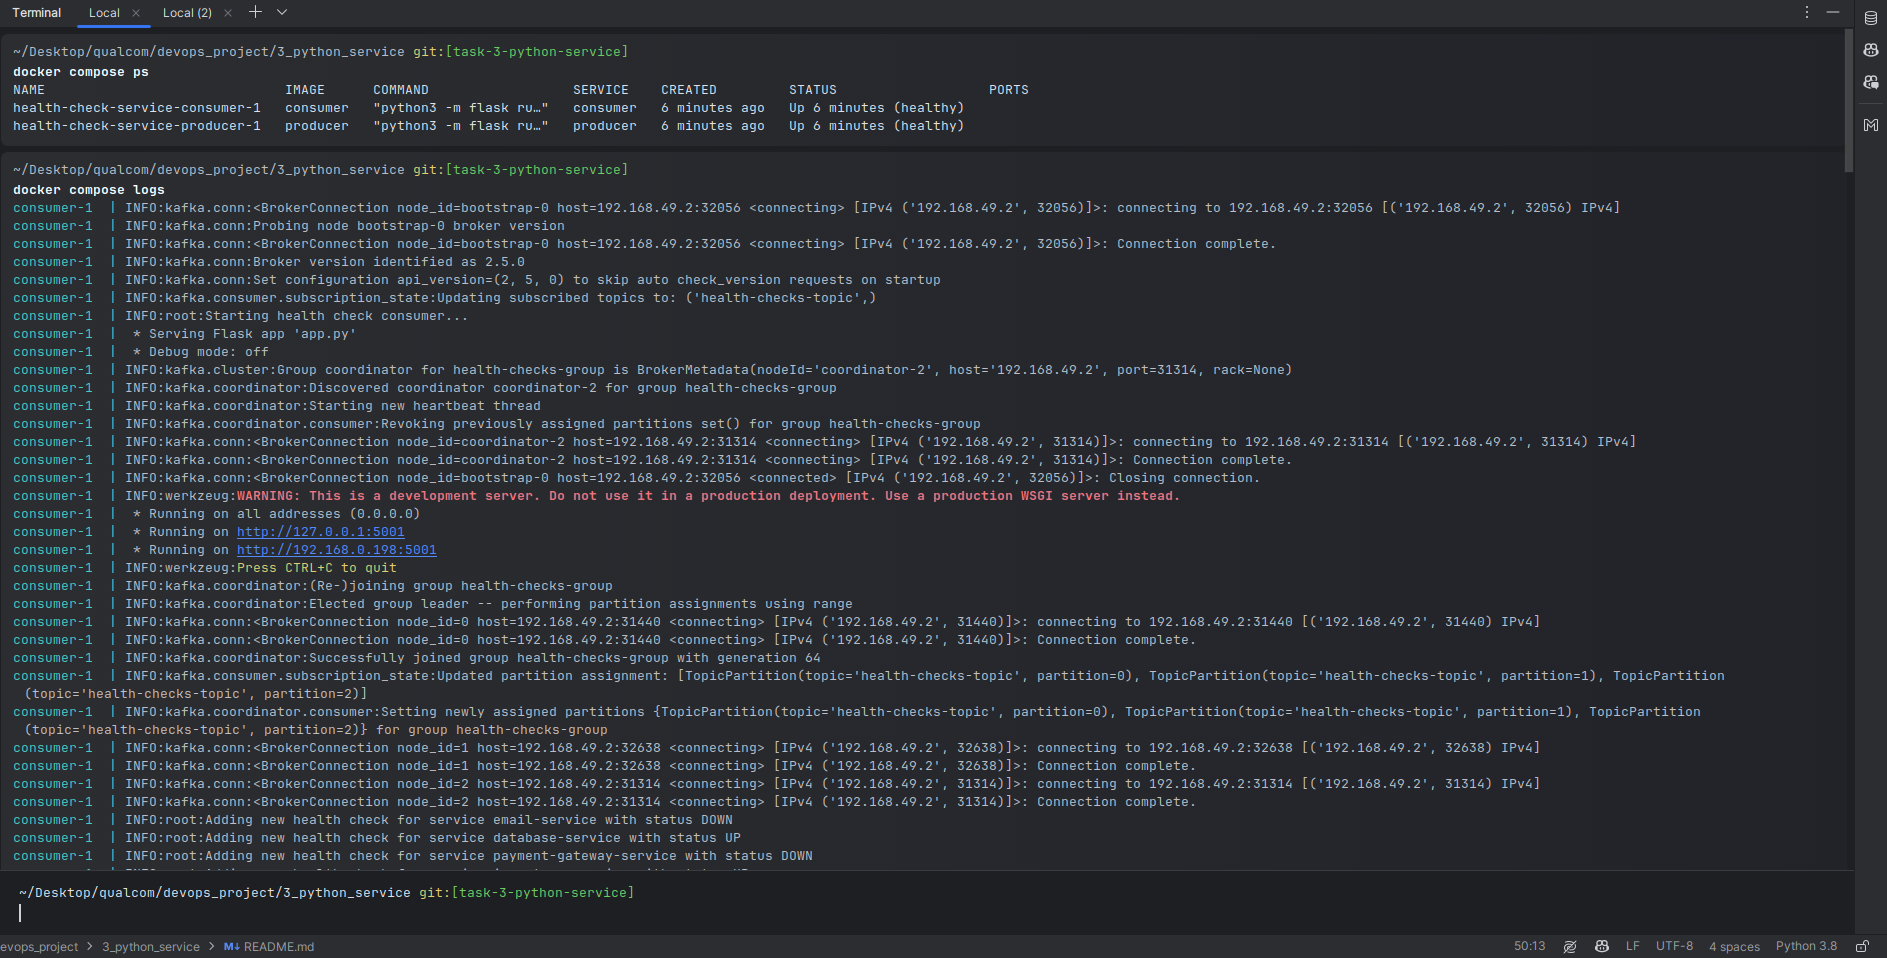 Terminal Local Local (2)
~/Desktop/qualcom/devops_project/3_python_service git:[task-3-python-service]
docker compose ps
NAME IMAGE COMMAND SERVICE CREATED STATUS PORTS
health-check-service-consumer-1 consumer "python3 -m flask ru…" consumer 6 minutes ago Up 6 minutes (healthy)
health-check-service-producer-1 producer "python3 -m flask ru…" producer 6 minutes ago Up 6 minutes (healthy)
~/Desktop/qualcom/devops_project/3_python_service git:[task-3-python-service]
docker compose logs
consumer-1 | INFO:kafka.conn:<BrokerConnection node_id=bootstrap-0 host=192.168.49.2:32056 <connecting> [IPv4 ('192.168.49.2', 32056)]>: connecting to 192.168.49.2:32056 [('192.168.49.2', 32056) IPv4]
consumer-1 | INFO:kafka.conn:Probing node bootstrap-0 broker version
consumer-1 | INFO:kafka.conn:<BrokerConnection node_id=bootstrap-0 host=192.168.49.2:32056 <connecting> [IPv4 ('192.168.49.2', 32056)]>: Connection complete.
consumer-1 | INFO:kafka.conn:Broker version identified as 2.5.0
consumer-1 | INFO:kafka.conn:Set configuration api_version=(2, 5, 0) to skip auto check_version requests on startup
consumer-1 | INFO:kafka.consumer.subscription_state:Updating subscribed topics to: ('health-checks-topic',)
consumer-1 | INFO:root:Starting health check consumer...
consumer-1 | * Serving Flask app 'app.py'
consumer-1 | * Debug mode: off
consumer-1 | INFO:kafka.cluster:Group coordinator for health-checks-group is BrokerMetadata(nodeId='coordinator-2', host='192.168.49.2', port=31314, rack=None)
consumer-1 | INFO:kafka.coordinator:Discovered coordinator coordinator-2 for group health-checks-group
consumer-1 | INFO:kafka.coordinator:Starting new heartbeat thread
consumer-1 | INFO:kafka.coordinator.consumer:Revoking previously assigned partitions set() for group health-checks-group
consumer-1 | INFO:kafka.conn:<BrokerConnection node_id=coordinator-2 host=192.168.49.2:31314 <connecting> [IPv4 ('192.168.49.2', 31314)]>: connecting to 192.168.49.2:31314 [('192.168.49.2', 31314) IPv4]
consumer-1 | INFO:kafka.conn:<BrokerConnection node_id=coordinator-2 host=192.168.49.2:31314 <connecting> [IPv4 ('192.168.49.2', 31314)]>: Connection complete.
consumer-1 | INFO:kafka.conn:<BrokerConnection node_id=bootstrap-0 host=192.168.49.2:32056 <connected> [IPv4 ('192.168.49.2', 32056)]>: Closing connection.
consumer-1 | INFO:werkzeug:WARNING: This is a development server. Do not use it in a production deployment. Use a production WSGI server instead.
consumer-1 | * Running on all addresses (0.0.0.0)
consumer-1 | * Running on http://127.0.0.1:5001
consumer-1 | * Running on http://192.168.0.198:5001
consumer-1 | INFO:werkzeug:Press CTRL+C to quit
consumer-1 | INFO:kafka.coordinator:(Re-)joining group health-checks-group
consumer-1 | INFO:kafka.coordinator:Elected group leader -- performing partition assignments using range
consumer-1 | INFO:kafka.conn:<BrokerConnection node_id=0 host=192.168.49.2:31440 <connecting> [IPv4 ('192.168.49.2', 31440)]>: connecting to 192.168.49.2:31440 [('192.168.49.2', 31440) IPv4]
consumer-1 | INFO:kafka.conn:<BrokerConnection node_id=0 host=192.168.49.2:31440 <connecting> [IPv4 ('192.168.49.2', 31440)]>: Connection complete.
consumer-1 | INFO:kafka.coordinator:Successfully joined group health-checks-group with generation 64
consumer-1 | INFO:kafka.consumer.subscription_state:Updated partition assignment: [TopicPartition(topic='health-checks-topic', partition=0), TopicPartition(topic='health-checks-topic', partition=1), TopicPartition
(topic='health-checks-topic', partition=2)]
consumer-1 | INFO:kafka.coordinator.consumer:Setting newly assigned partitions {TopicPartition(topic='health-checks-topic', partition=0), TopicPartition(topic='health-checks-topic', partition=1), TopicPartition
(topic='health-checks-topic', partition=2)} for group health-checks-group
consumer-1 | INFO:kafka.conn:<BrokerConnection node_id=1 host=192.168.49.2:32638 <connecting> [IPv4 ('192.168.49.2', 32638)]>: connecting to 192.168.49.2:32638 [('192.168.49.2', 32638) IPv4]
consumer-1 | INFO:kafka.conn:<BrokerConnection node_id=1 host=192.168.49.2:32638 <connecting> [IPv4 ('192.168.49.2', 32638)]>: Connection complete.
consumer-1 | INFO:kafka.conn:<BrokerConnection node_id=2 host=192.168.49.2:31314 <connecting> [IPv4 ('192.168.49.2', 31314)]>: connecting to 192.168.49.2:31314 [('192.168.49.2', 31314) IPv4]
consumer-1 | INFO:kafka.conn:<BrokerConnection node_id=2 host=192.168.49.2:31314 <connecting> [IPv4 ('192.168.49.2', 31314)]>: Connection complete.
consumer-1 | INFO:root:Adding new health check for service email-service with status DOWN
consumer-1 | INFO:root:Adding new health check for service database-service with status UP
consumer-1 | INFO:root:Adding new health check for service payment-gateway-service with status DOWN
~/Desktop/qualcom/devops_project/3_python_service git:[task-3-python-service]
evops_project > 3_python_service > M↓ README.md 50:13 LF UTF-8 4 spaces Python 3.8